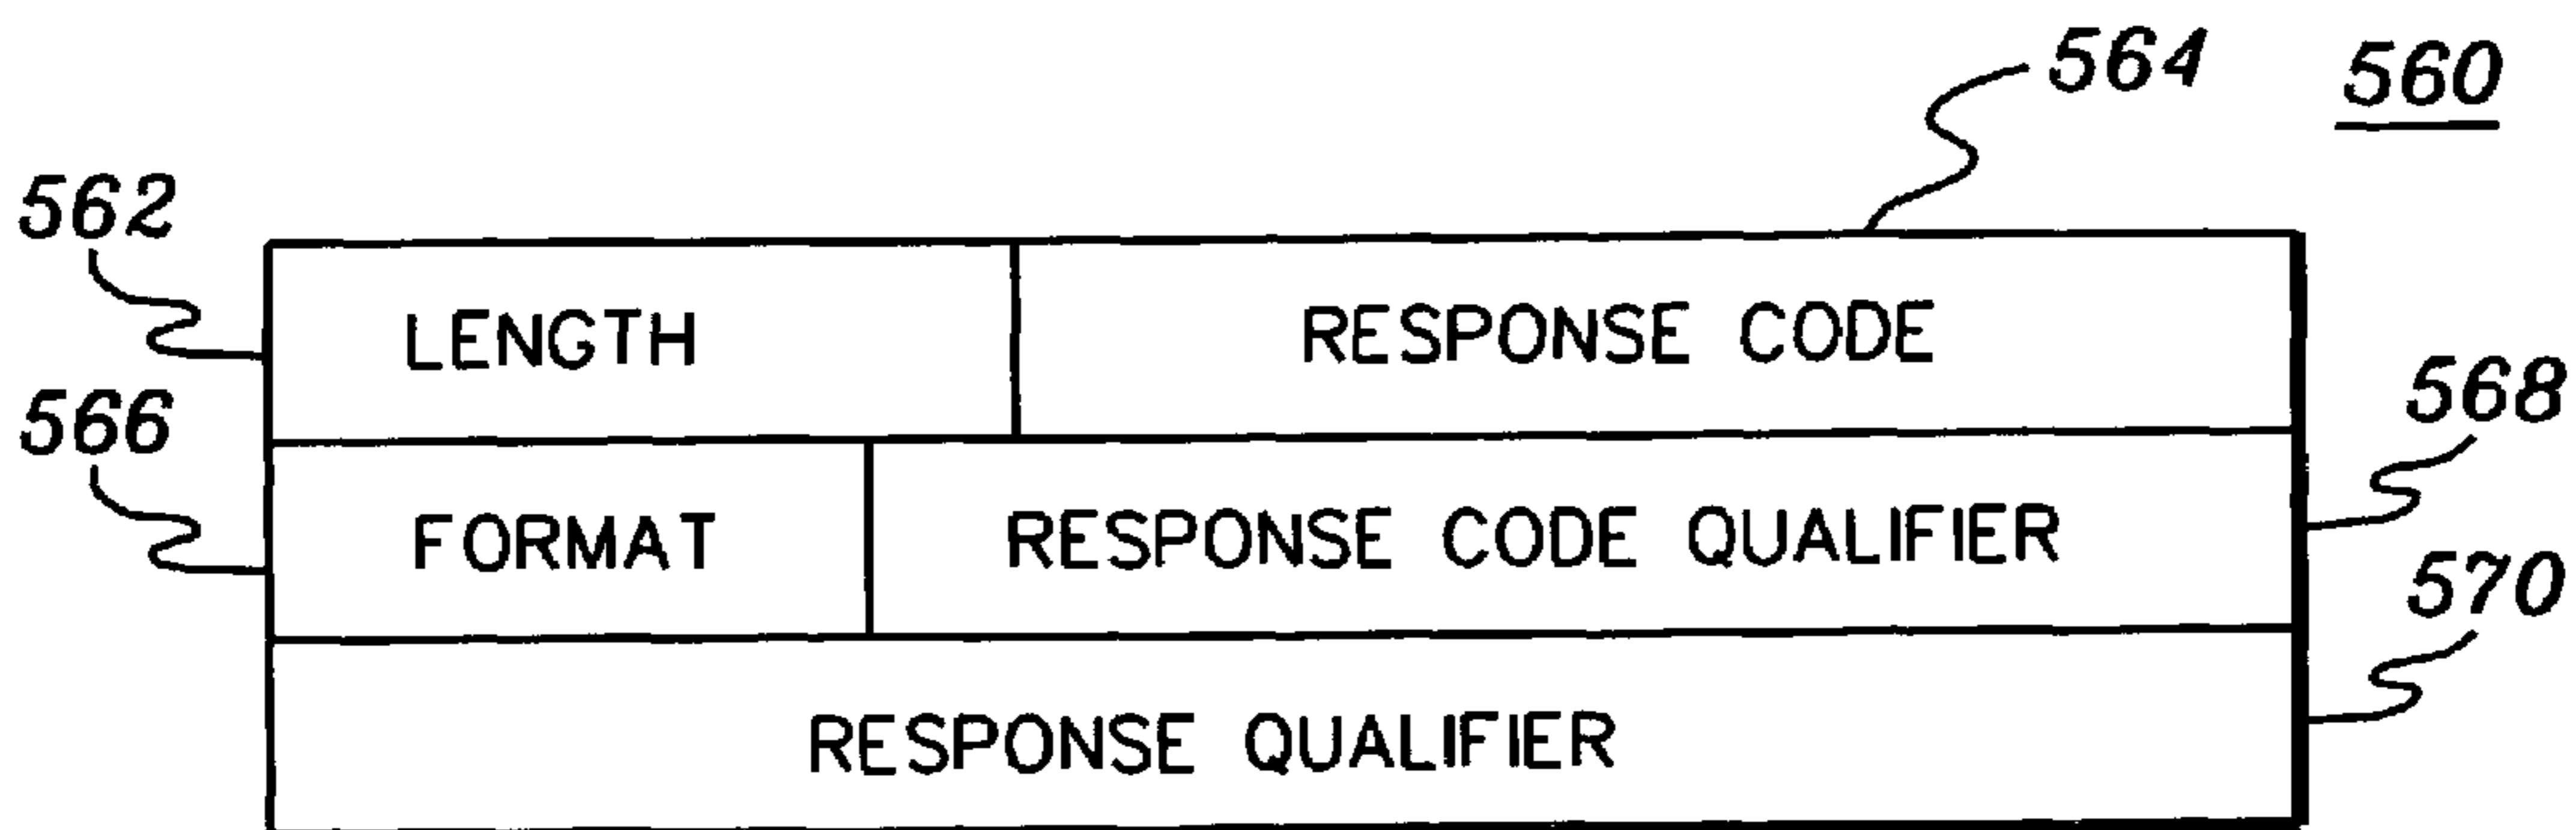 564
560
562
LENGTH
RESPONSE CODE
566
568
FORMAT
RESPONSE CODE QUALIFIER
570
RESPONSE QUALIFIER